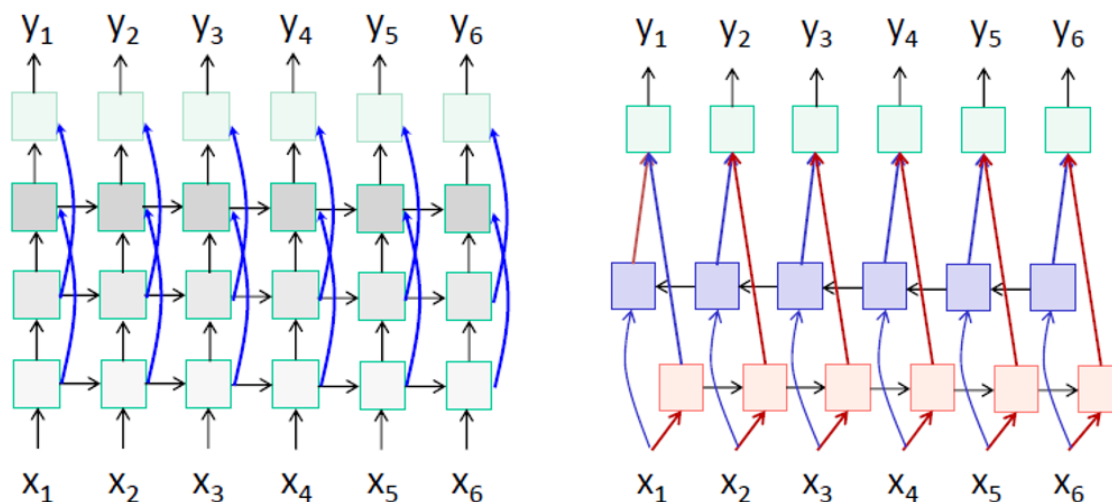 y₁ y₂ y₃ y₄ y₅ y₆
x₁ x₂ x₃ x₄ x₅ x₆
y₁ y₂ y₃ y₄ y₅ y₆
x₁ x₂ x₃ x₄ x₅ x₆